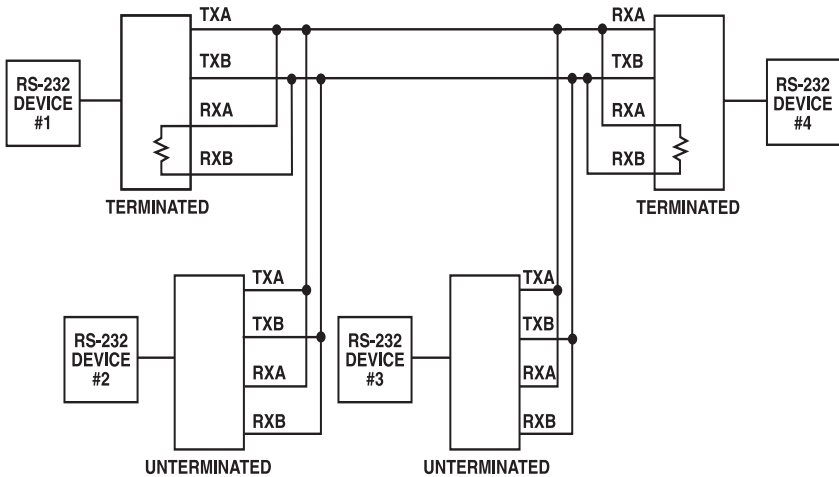 TXA
TXB
RXA
RXB
RS-232
DEVICE
#1
TERMINATED
RXA
TXB
RXA
RXB
RS-232
DEVICE
#4
TERMINATED
TXA
TXB
RXA
RXB
RS-232
DEVICE
#2
UNTERMINATED
TXA
TXB
RXA
RXB
RS-232
DEVICE
#3
UNTERMINATED